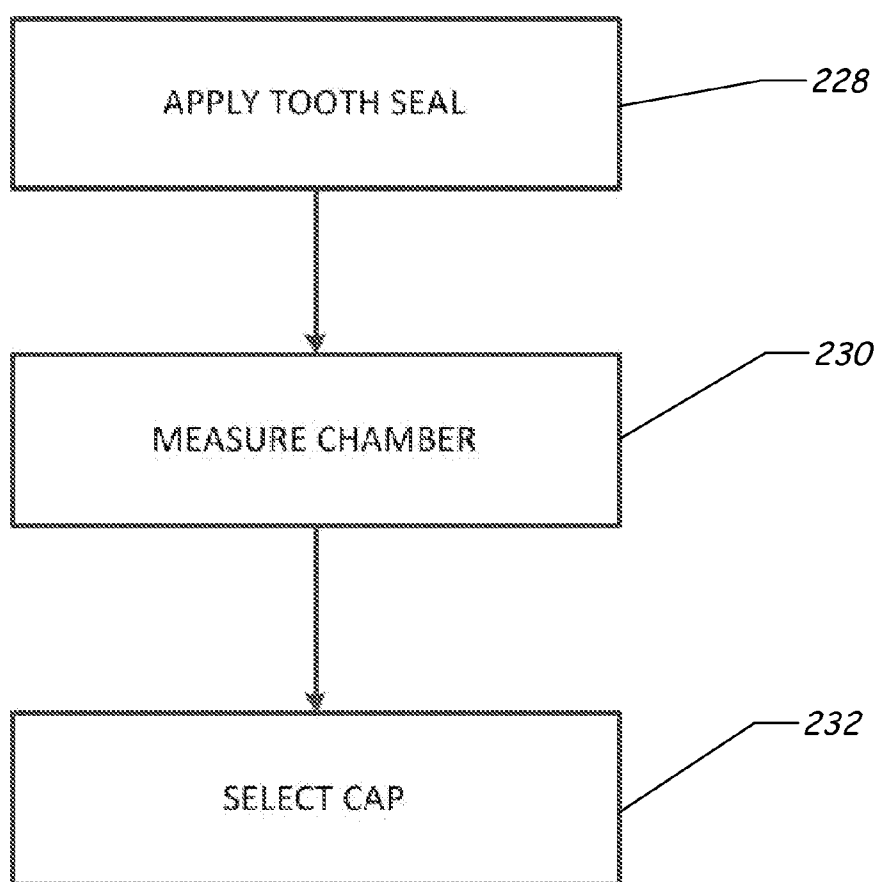 APPLY TOOTH SEAL
228
MEASURE CHAMBER
230
SELECT CAP
232